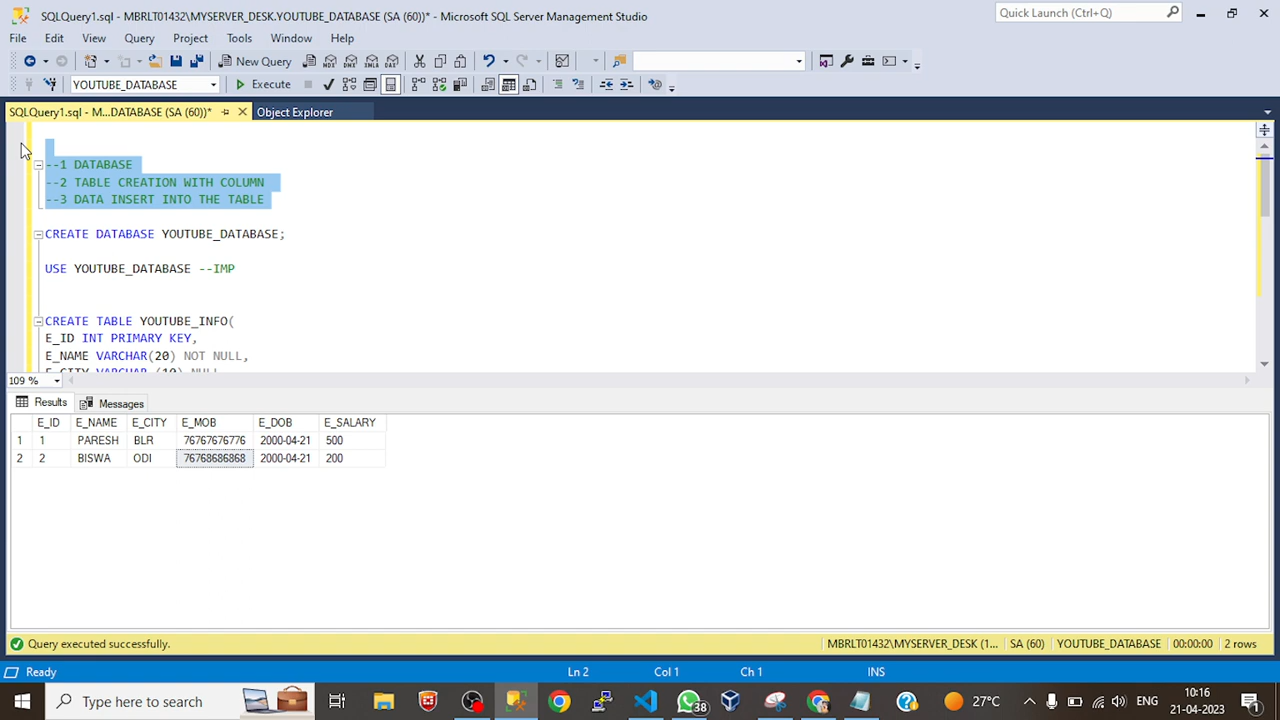 SQLQuery1.sql - MBRLT01432\MYSERVER_DESK.YOUTUBE_DATABASE (SA (60))* - Microsoft SQL Server Management Studio
Quick Launch (Ctrl+Q)
File Edit View Query Project Tools Window Help
New Query
YOUTUBE_DATABASE
Execute
SQLQuery1.sql - M...DATABASE (SA (60))*
Object Explorer
--1 DATABASE
--2 TABLE CREATION WITH COLUMN
--3 DATA INSERT INTO THE TABLE
CREATE DATABASE YOUTUBE_DATABASE;
USE YOUTUBE_DATABASE --IMP
CREATE TABLE YOUTUBE_INFO(
E_ID INT PRIMARY KEY,
E_NAME VARCHAR(20) NOT NULL,
E_CITY VARCHAR (10) NULL
109 %
Results Messages
E_ID E_NAME E_CITY E_MOB E_DOB E_SALARY
1 1 PARESH BLR 76767676776 2000-04-21 500
2 2 BISWA ODI 76768686868 2000-04-21 200
Query executed successfully. MBRLT01432\MYSERVER_DESK (1... SA (60) YOUTUBE_DATABASE 00:00:00 2 rows
Ready Ln 2 Col 1 Ch 1 INS
Type here to search
38
27°C
ENG
10:16
21-04-2023
1